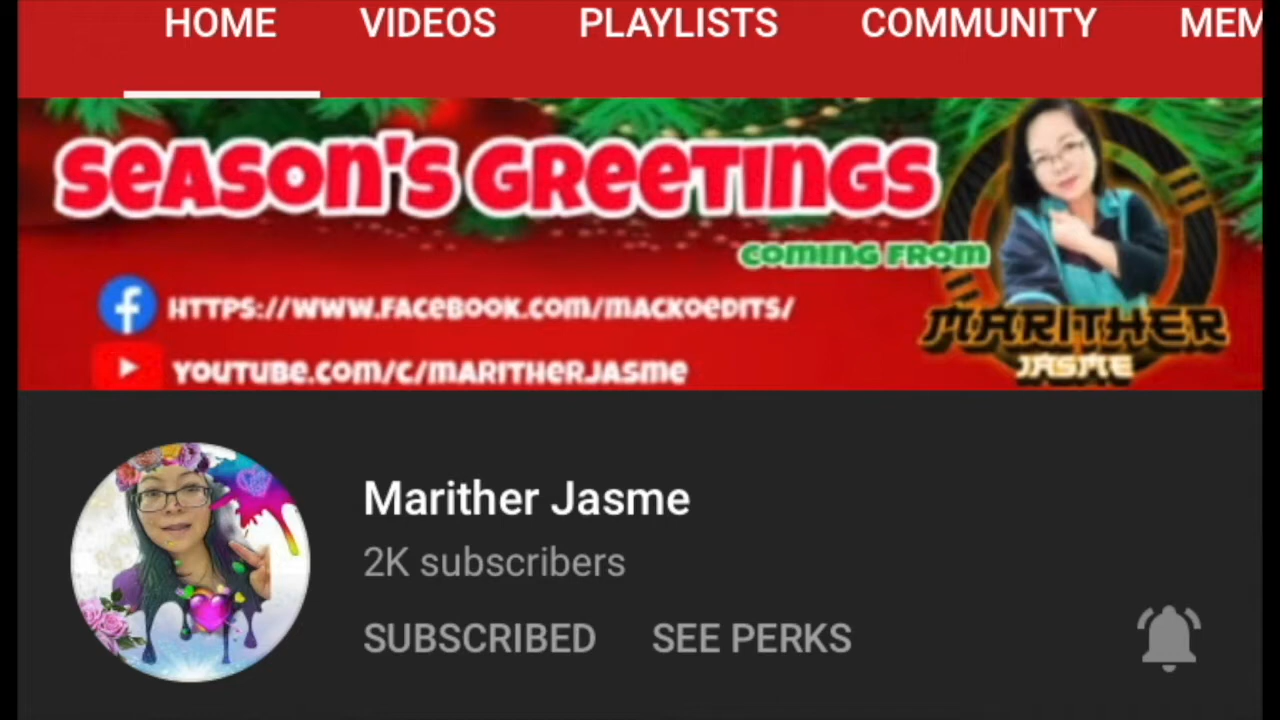 HOME VIDEOS PLAYLISTS COMMUNITY MEM
SEASON'S GREETINGS
COMING FROM
HTTPS://WWW.FACEBOOK.COM/MACKOEDITS/
YOUTUBE.COM/C/MARITHERJASME
MARITHER
JASME
Marither Jasme
2K subscribers
SUBSCRIBED SEE PERKS